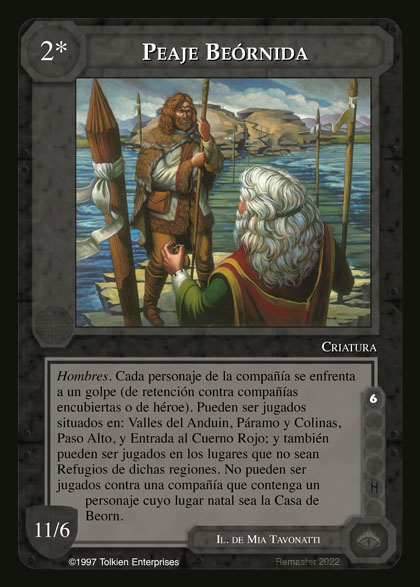 2*
PEAJE BEÓRNIDA
CRIATURA
Hombres. Cada personaje de la compañía se enfrenta
a un golpe (de retención contra compañías
encubiertas o de héroe). Pueden ser jugados
situados en: Valles del Anduin, Páramo y Colinas,
Paso Alto, y Entrada al Cuerno Rojo; y también
pueden ser jugados en los lugares que no sean
Refugios de dichas regiones. No pueden ser
jugados contra una compañía que contenga un
personaje cuyo lugar natal sea la Casa de
Beorn.
6
H
11/6
IL. DE MIA TAVONATTI
©1997 Tolkien Enterprises
Remaster 2022